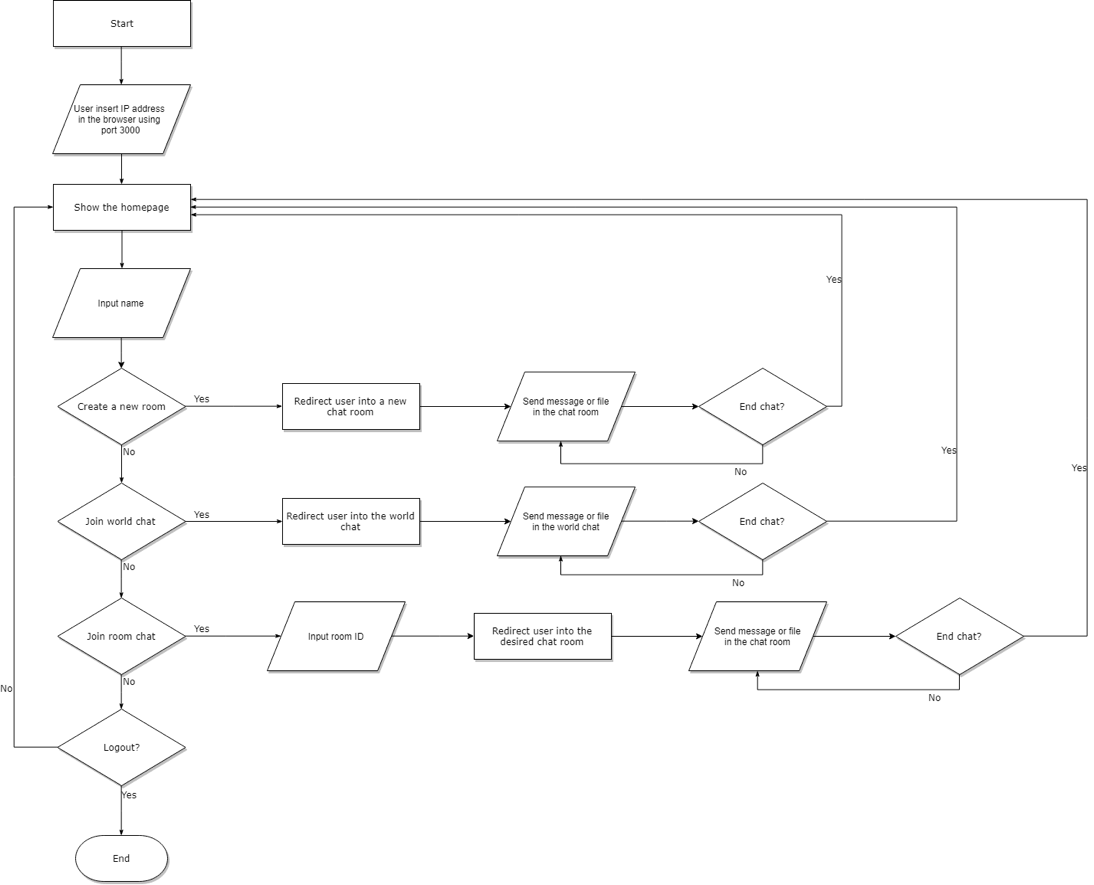 Start
User insert IP address
in the browser using
port 3000
Show the homepage
Input name
Yes
Create a new room
Yes
Redirect user into a new
chat room
Send message or file
in the chat room
End chat?
No
No
Yes
Yes
Join world chat
Yes
Redirect user into the world
chat
Send message or file
in the world chat
End chat?
No
No
Join room chat
Yes
Input room ID
Redirect user into the
desired chat room
Send message or file
in the chat room
End chat?
No
No
No
Logout?
Yes
End